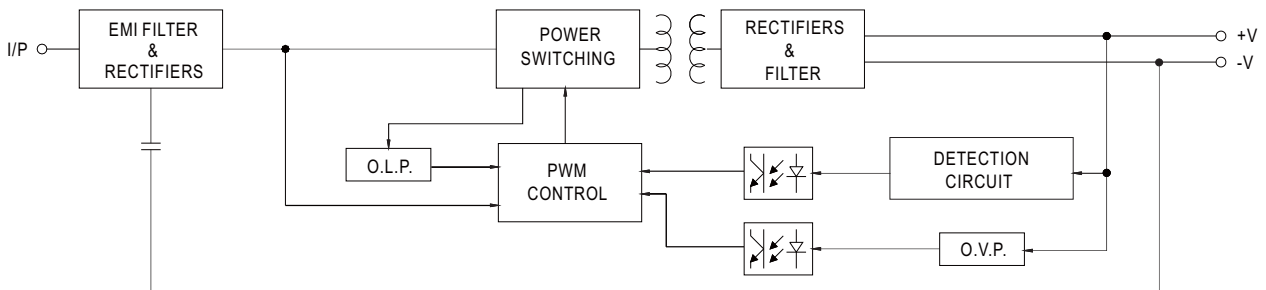 I/P
EMI FILTER
&
RECTIFIERS
POWER
SWITCHING
RECTIFIERS
&
FILTER
+V
-V
O.L.P.
PWM
CONTROL
DETECTION
CIRCUIT
O.V.P.